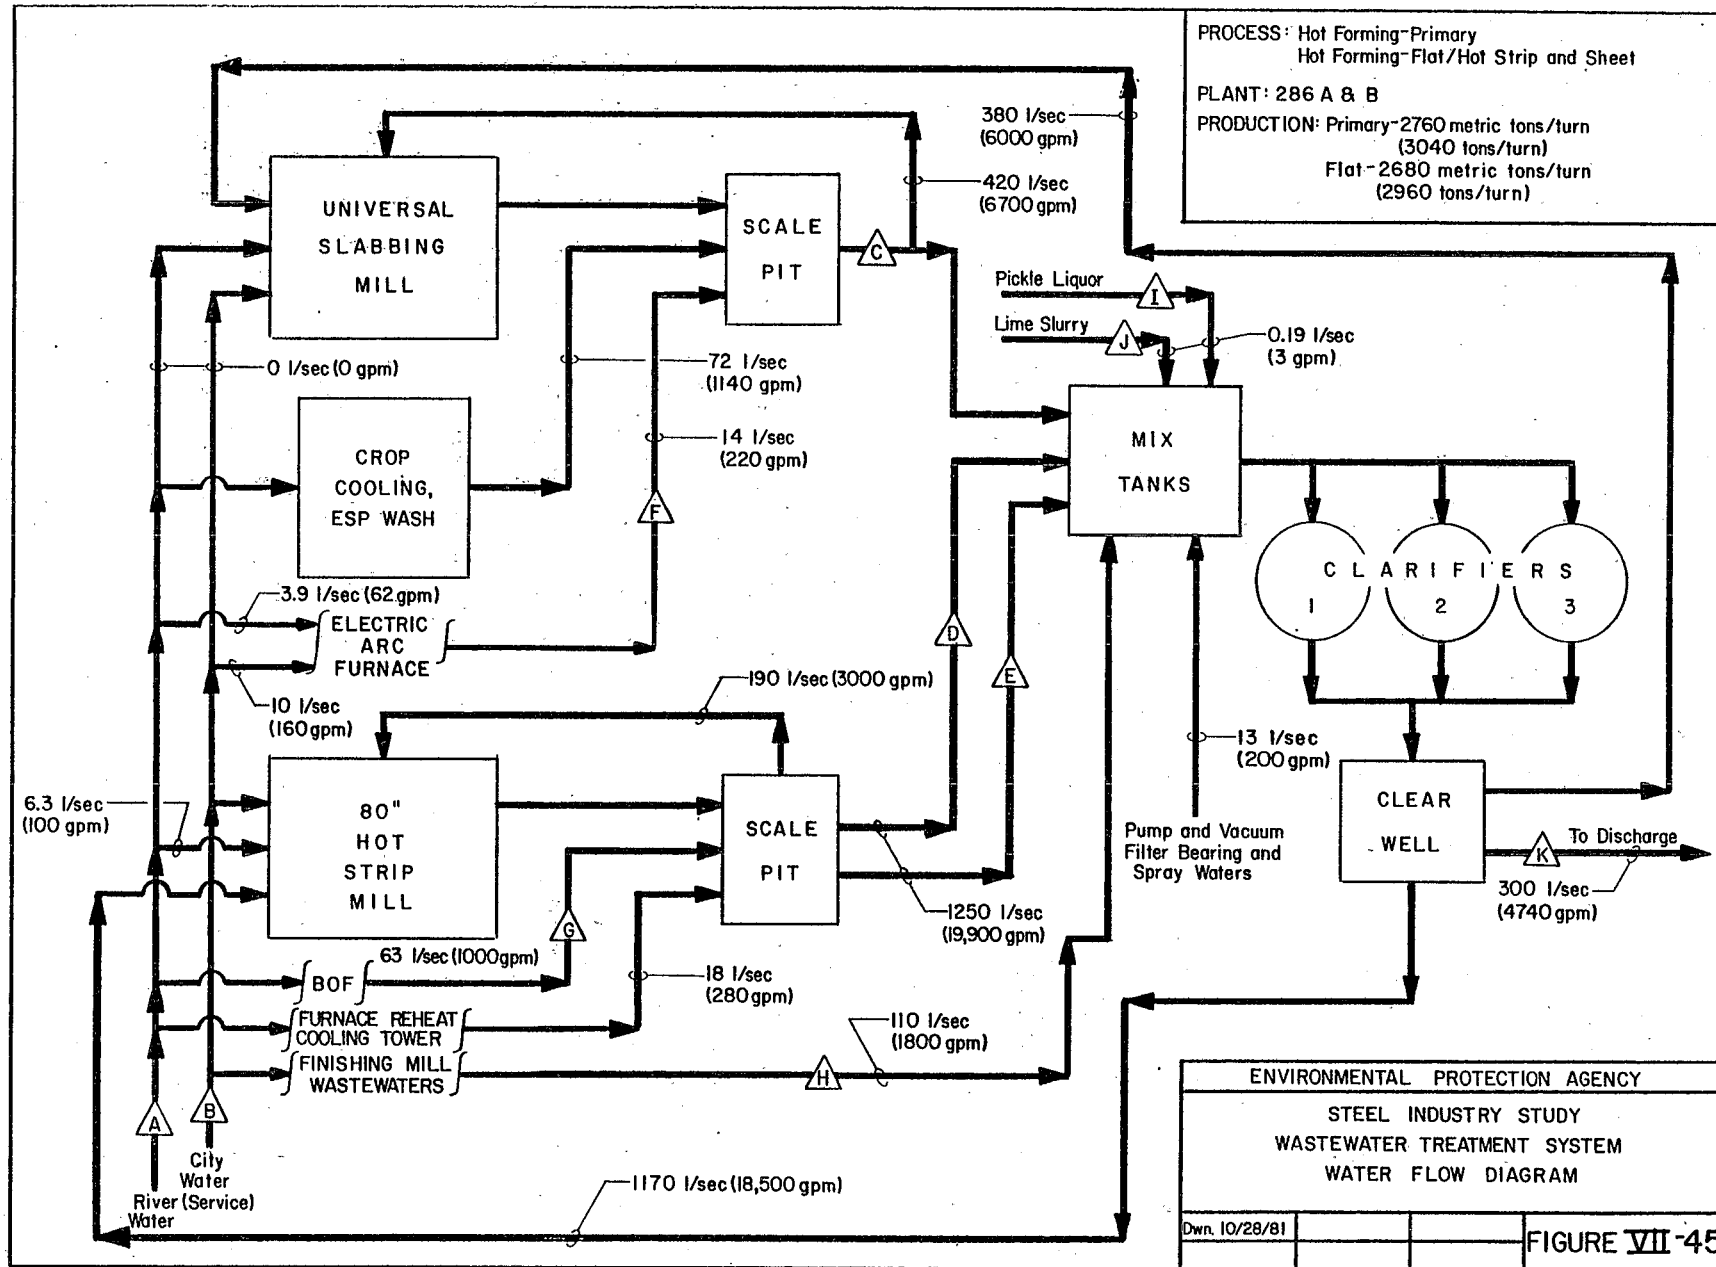 PROCESS: Hot Forming-Primary
Hot Forming-Flat/Hot Strip and Sheet
PLANT: 286 A & B
PRODUCTION: Primary-2760 metric tons/turn
(3040 tons/turn)
Flat-2680 metric tons/turn
(2960 tons/turn)
380 l/sec
(6000 gpm)
420 l/sec
(6700 gpm)
UNIVERSAL
SLABBING
MILL
SCALE
PIT
C
Pickle Liquor
I
Lime Slurry
J
0.19 l/sec
(3 gpm)
0 l/sec (0 gpm)
72 l/sec
(1140 gpm)
14 l/sec
(220 gpm)
CROP
COOLING,
ESP WASH
F
MIX
TANKS
CLARIFIERS
1 2 3
3.9 l/sec (62 gpm)
ELECTRIC
ARC
FURNACE
D
E
10 l/sec
(160 gpm)
190 l/sec (3000 gpm)
13 l/sec
(200 gpm)
6.3 l/sec
(100 gpm)
80"
HOT
STRIP
MILL
SCALE
PIT
Pump and Vacuum
Filter Bearing and
Spray Waters
CLEAR
WELL
To Discharge
K
300 l/sec
(4740 gpm)
1250 l/sec
(19,900 gpm)
G
63 l/sec (1000 gpm)
BOF
18 l/sec
(280 gpm)
FURNACE REHEAT
COOLING TOWER
110 l/sec
(1800 gpm)
FINISHING MILL
WASTEWATERS
H
A
B
City
Water
River (Service)
Water
1170 l/sec (18,500 gpm)
ENVIRONMENTAL PROTECTION AGENCY
STEEL INDUSTRY STUDY
WASTEWATER TREATMENT SYSTEM
WATER FLOW DIAGRAM
Dwn. 10/28/81
FIGURE VII-45